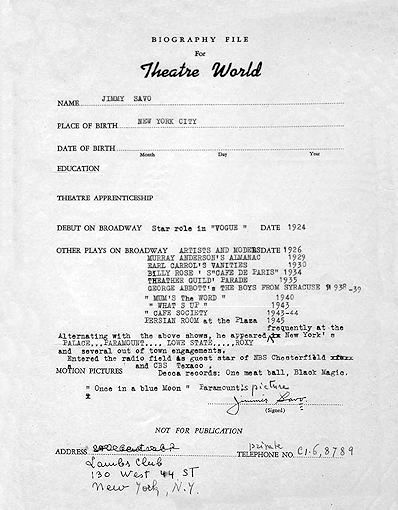 BIOGRAPHY FILE
For
Theatre World
NAME JIMMY SAVO
PLACE OF BIRTH NEW YORK CITY
DATE OF BIRTH
Month Day Year
EDUCATION
THEATRE APPRENTICESHIP
DEBUT ON BROADWAY Star role in "VOGUE " DATE 1924
OTHER PLAYS ON BROADWAY ARTISTS AND MODERS DATE 1926
MURRAY ANDERSON'S ALMANAC 1929
EARL CARROL'S VANITIES 1930
BILLY ROSE ' S"CAFE DE PARIS" 1934
THEATHER GUILD' PARADE 1935
GEORGE ABBOTT's THE BOYS FROM SYRACUSE 1938-39
" MUM'S The WORD " 1940
" WHAT S UP " 1943
" CAFE SOCIETY 1943-44
PERSIAN ROOM at the Plaza 1945
frequently at the
Alternating with the above shows, he appeared New York's
PALACE...PARAMOUNT.... LOWE STATE....,ROXY
and several out of town engagements.
Entered the radio field as guest star of NBS Chesterfield
and CBS Texaco
MOTION PICTURES Decca records: One meat ball, Black Magic.
" Once in a blue Moon " Paramount's picture
Jimmie Savo
(Signed)
NOT FOR PUBLICATION
private
ADDRESS TELEPHONE NO. C1.6,8789
Lambs Club
130 West 44 ST
New York, N.Y.